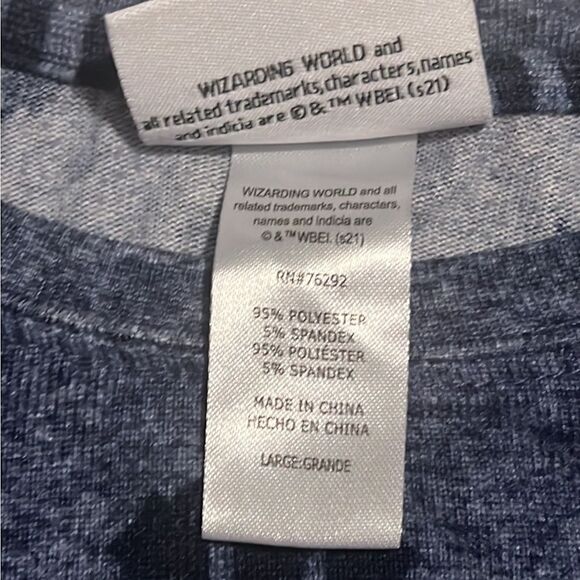 WIZARDING WORLD and
all related trademarks, characters, names
and indicia are © & ™ WBEI. (s21)
WIZARDING WORLD and all
related trademarks, characters,
names and indicia are
© & ™ WBEI. (s21)
RN#76292
95% POLYESTER
5% SPANDEX
95% POLIÉSTER
5% SPANDEX
MADE IN CHINA
HECHO EN CHINA
LARGE:GRANDE